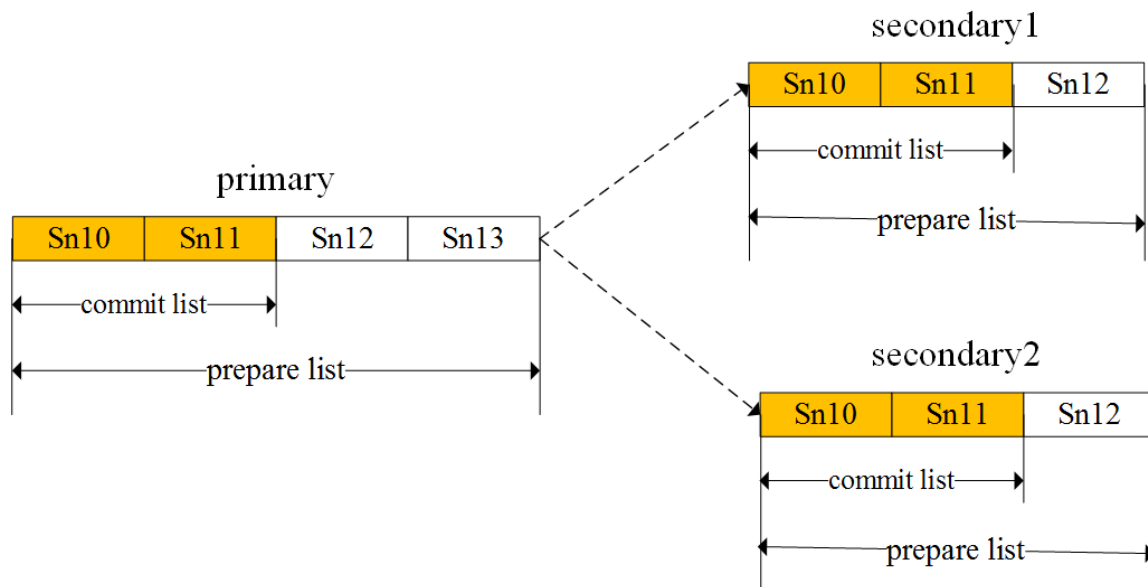 primary
Sn10 Sn11 Sn12 Sn13
commit list
prepare list
secondary1
Sn10 Sn11 Sn12
commit list
prepare list
secondary2
Sn10 Sn11 Sn12
commit list
prepare list